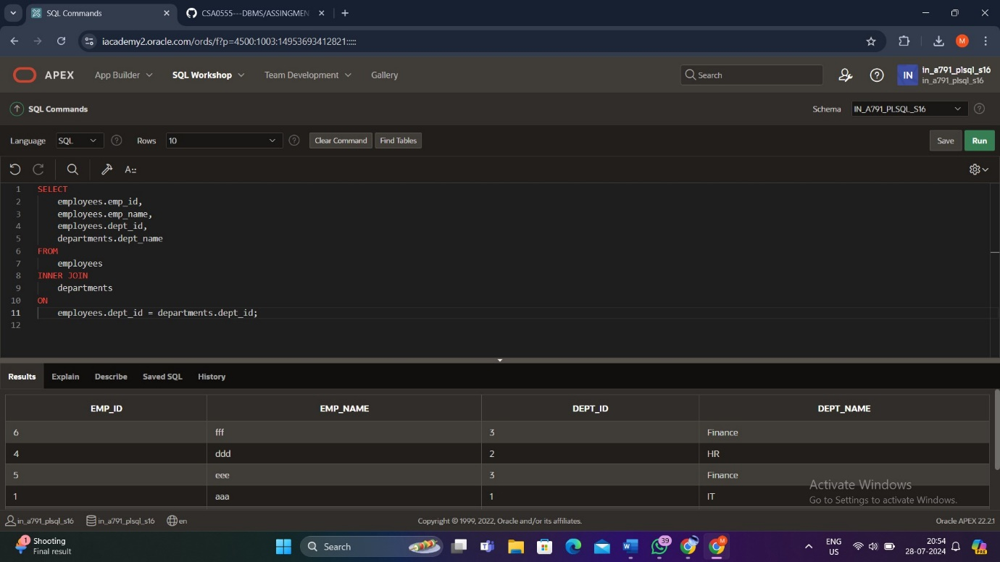 SQL Commands
CSA0555---DBMS/ASSINGMEN
iacademy2.oracle.com/ords/f?p=4500:1003:14953693412821:::::
M
APEX App Builder SQL Workshop Team Development Gallery
Search
IN in_a791_plsql_s16
in_a791_plsql_s16
SQL Commands
Schema IN_A791_PLSQL_S16
Language SQL Rows 10 Clear Command Find Tables Save Run
1 SELECT
2 employees.emp_id,
3 employees.emp_name,
4 employees.dept_id,
5 departments.dept_name
6 FROM
7 employees
8 INNER JOIN
9 departments
10 ON
11 employees.dept_id = departments.dept_id;
12
Results Explain Describe Saved SQL History
EMP_ID EMP_NAME DEPT_ID DEPT_NAME
6 fff 3 Finance
4 ddd 2 HR
5 eee 3 Finance
1 aaa 1 IT
Activate Windows
Go to Settings to activate Windows.
in_a791_plsql_s16 in_a791_plsql_s16 en
Copyright © 1999, 2022, Oracle and/or its affiliates.
Oracle APEX 22.2.1
1 Shooting
Final result
Search
39
M
ENG
US
20:54
28-07-2024
PRE